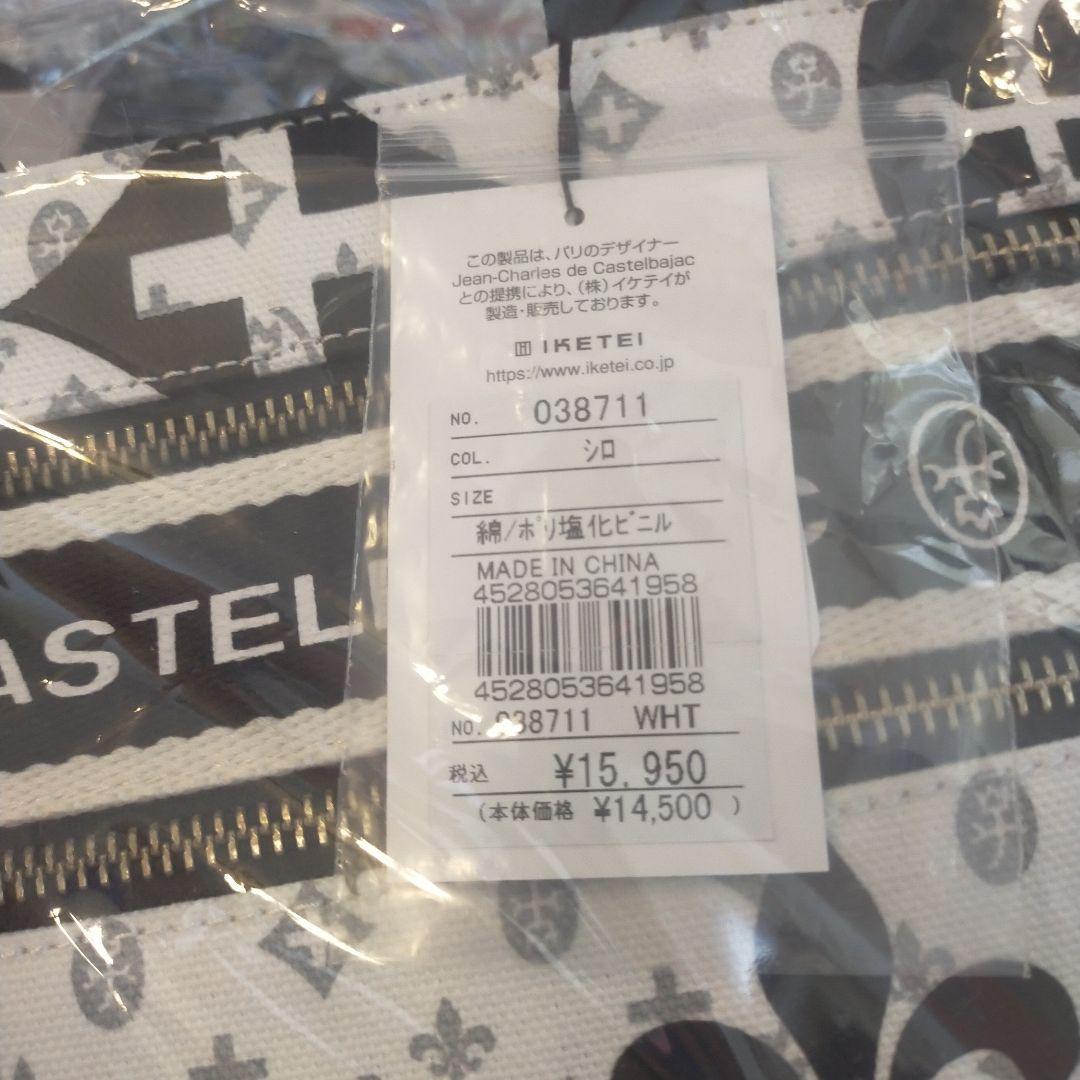 この製品は、パリのデザイナー
Jean-Charles de Castelbajac
との提携により、(株)イケテイが
製造・販売しております。
IKETEI
https://www.iketei.co.jp
NO. 038711
COL. シロ
SIZE
綿/ポリ塩化ビニル
MADE IN CHINA
4528053641958
4528053641958
NO. 038711 WHT
税込 ¥15,950
(本体価格 ¥14,500 )
ASTEL